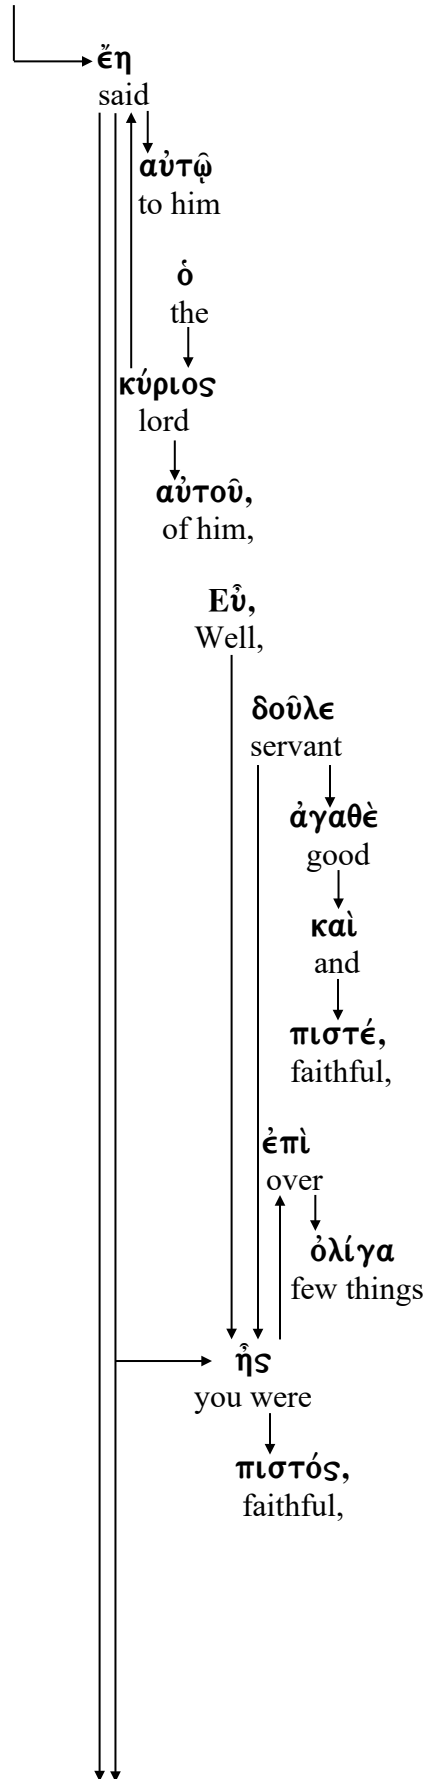 ἔη
said
αὐτῷ
to him
ὁ
the
κύριος
lord
αὐτοῦ,
of him,
Εὖ,
Well,
δοῦλε
servant
ἀγαθὲ
good
καὶ
and
πιστέ,
faithful,
ἐπὶ
over
ὀλίγα
few things
ἦς
you were
πιστός,
faithful,